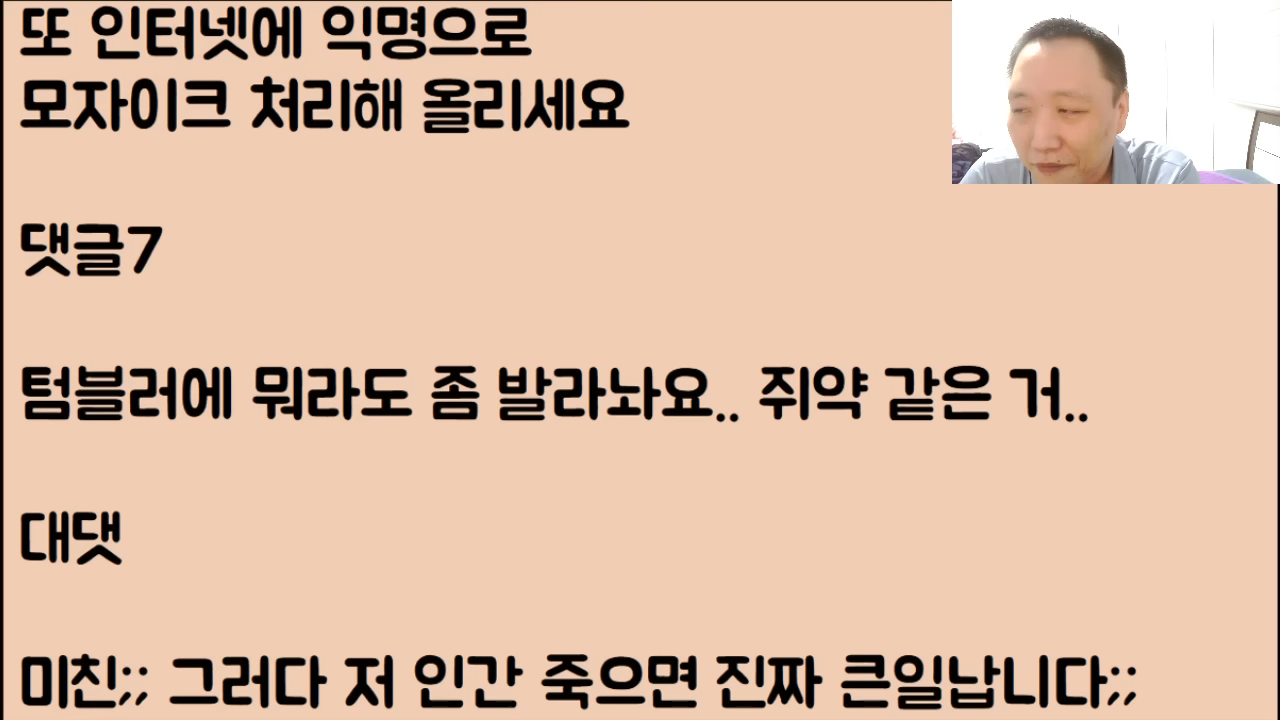 또 인터넷에 익명으로
모자이크 처리해 올리세요
댓글7
텀블러에 뭐라도 좀 발라놔요.. 쥐약 같은 거..
대댓
미친;; 그러다 저 인간 죽으면 진짜 큰일납니다;;